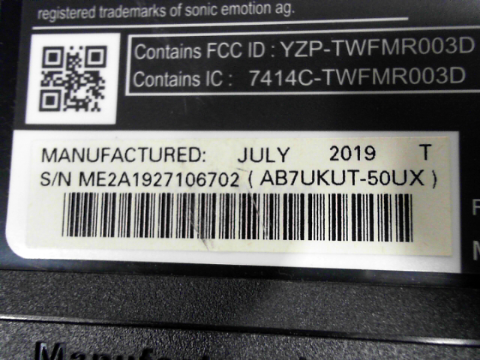 registered trademarks of sonic emotion ag.
Contains FCC ID : YZP-TWFMR003D
Contains IC : 7414C-TWFMR003D
MANUFACTURED: JULY 2019 T
S/N ME2A1927106702 ( AB7UKUT-50UX )